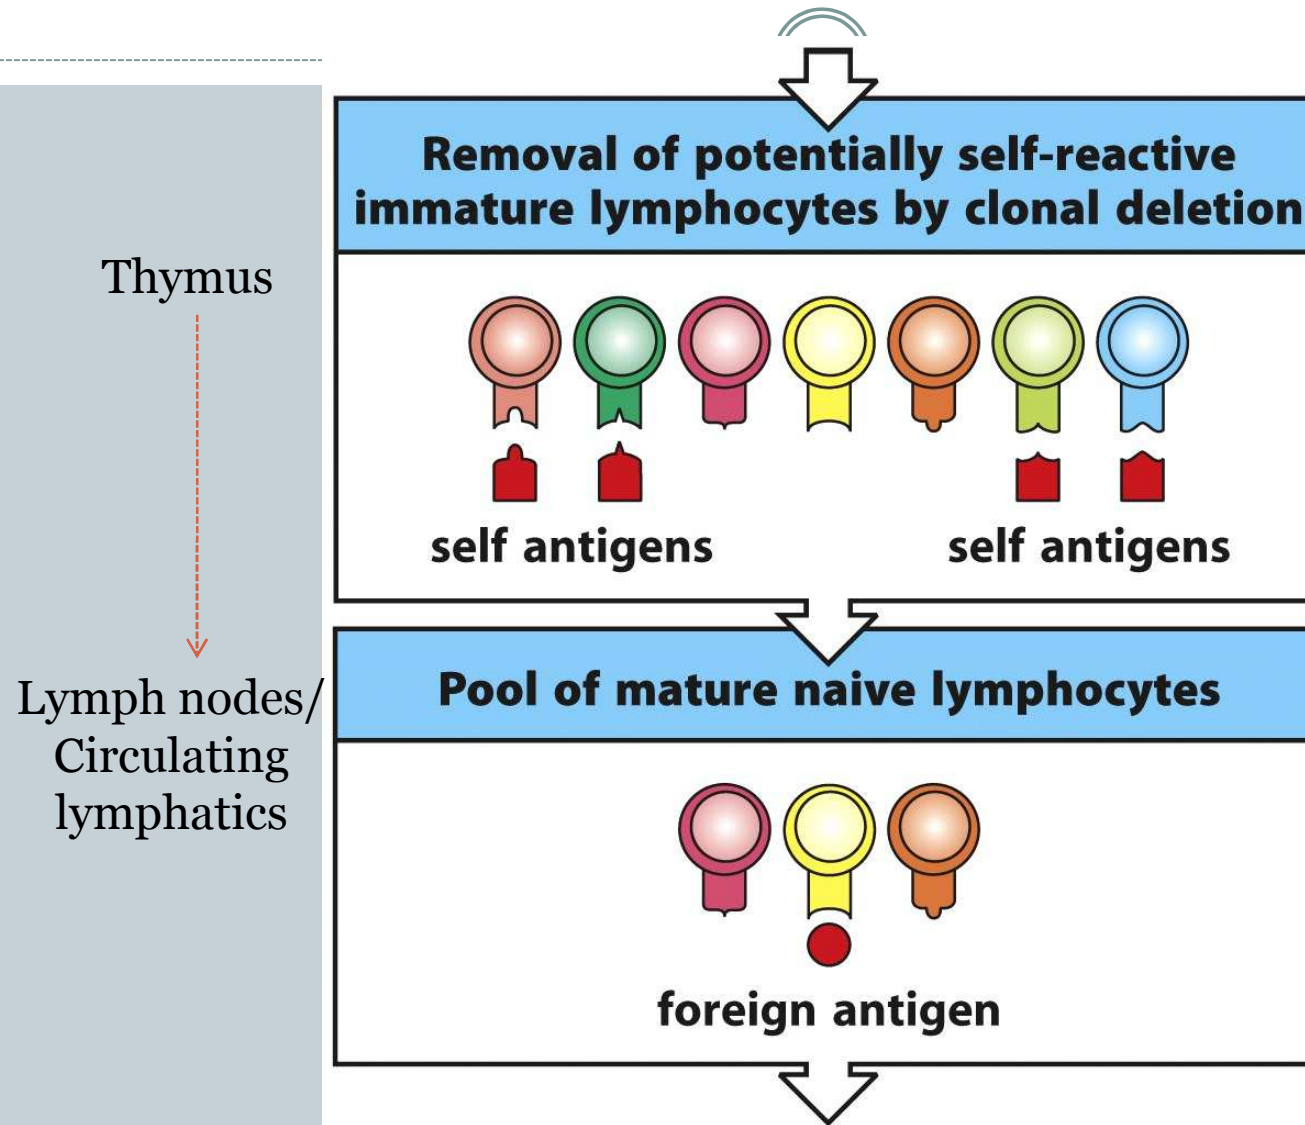 Removal of potentially self-reactive
immature lymphocytes by clonal deletion
Thymus
self antigens
self antigens
Pool of mature naive lymphocytes
Lymph nodes/
Circulating
lymphatics
foreign antigen